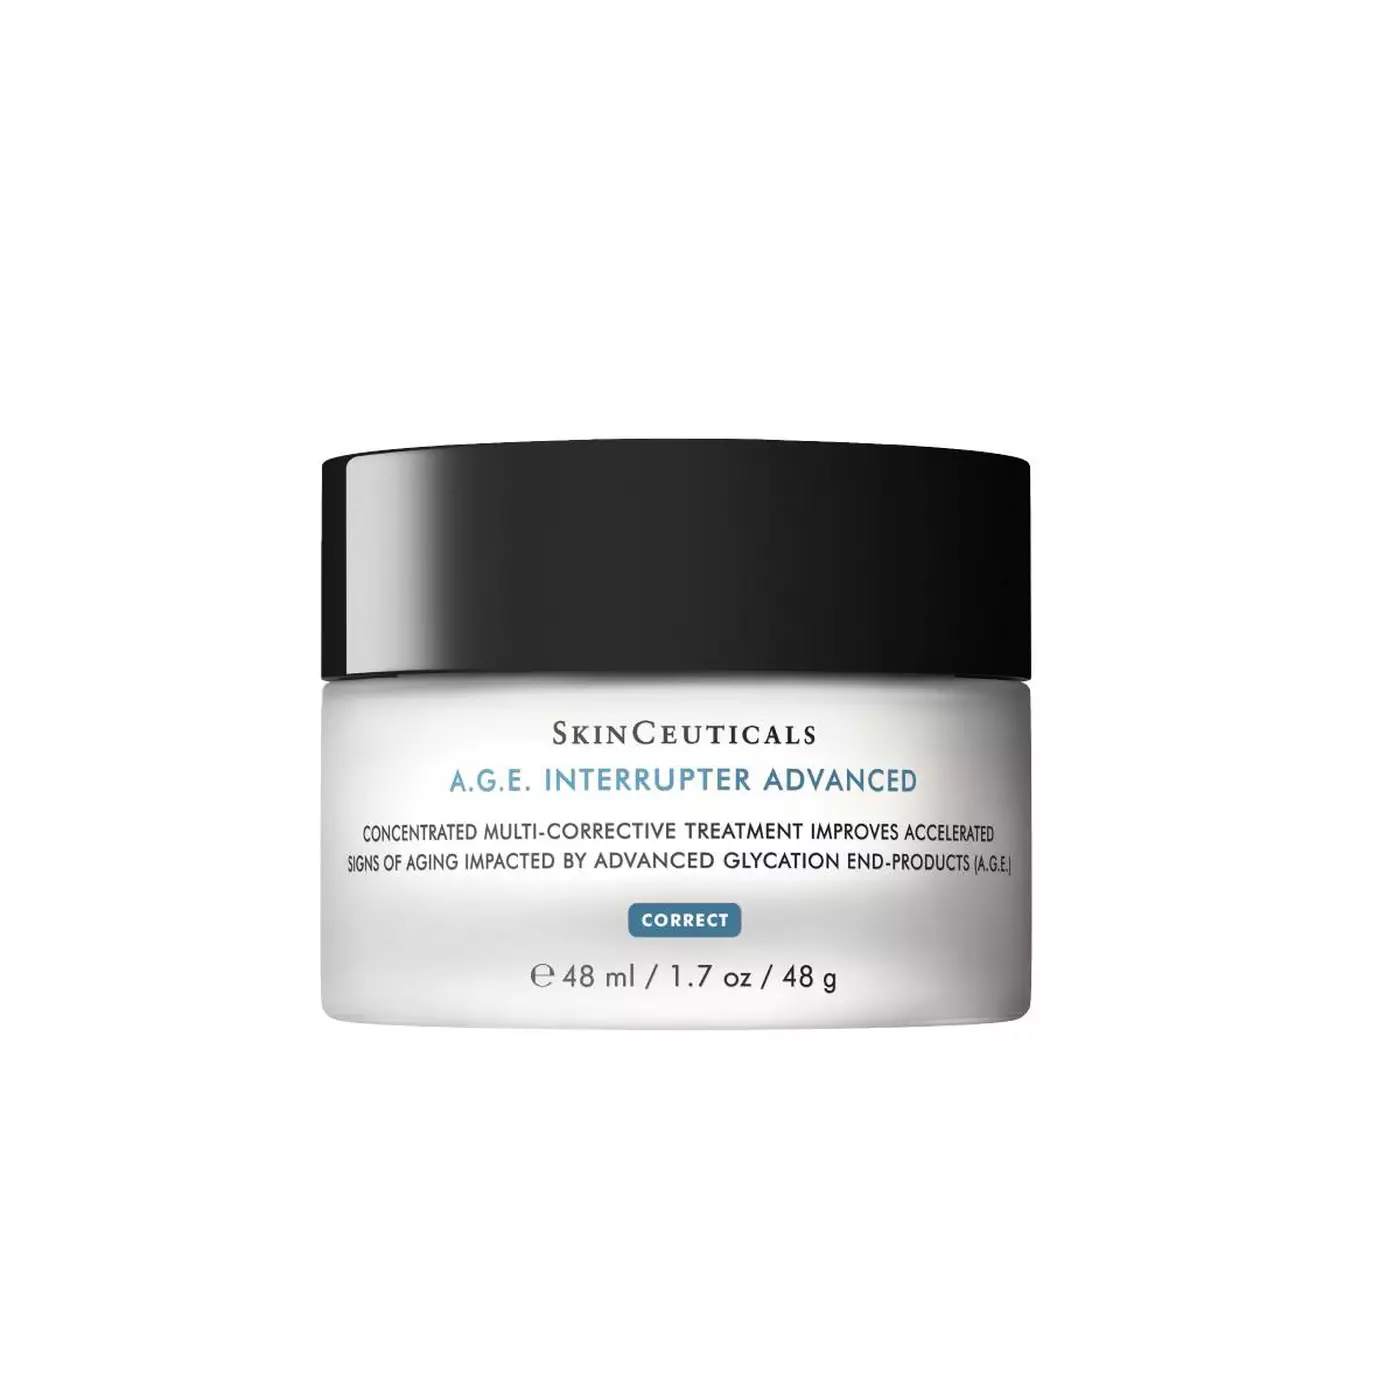 SKINCEUTICALS
A.G.E. INTERRUPTER ADVANCED
CONCENTRATED MULTI-CORRECTIVE TREATMENT IMPROVES ACCELERATED
SIGNS OF AGING IMPACTED BY ADVANCED GLYCATION END-PRODUCTS (A.G.E.)
CORRECT
℮ 48 ml / 1.7 oz / 48 g